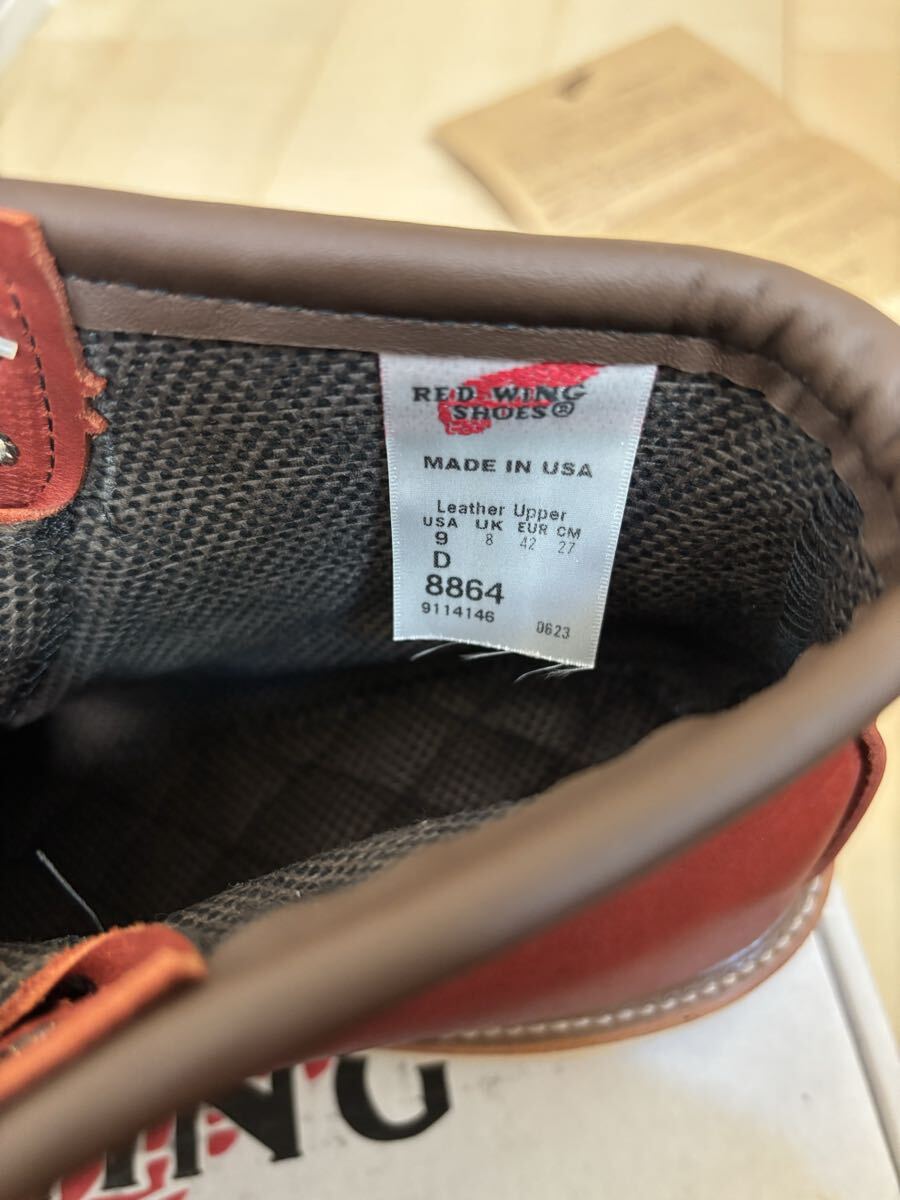 RED WING
SHOES®
MADE IN USA
Leather Upper
USA UK EUR CM
9 8 42 27
D
8864
9114146 0623
ING